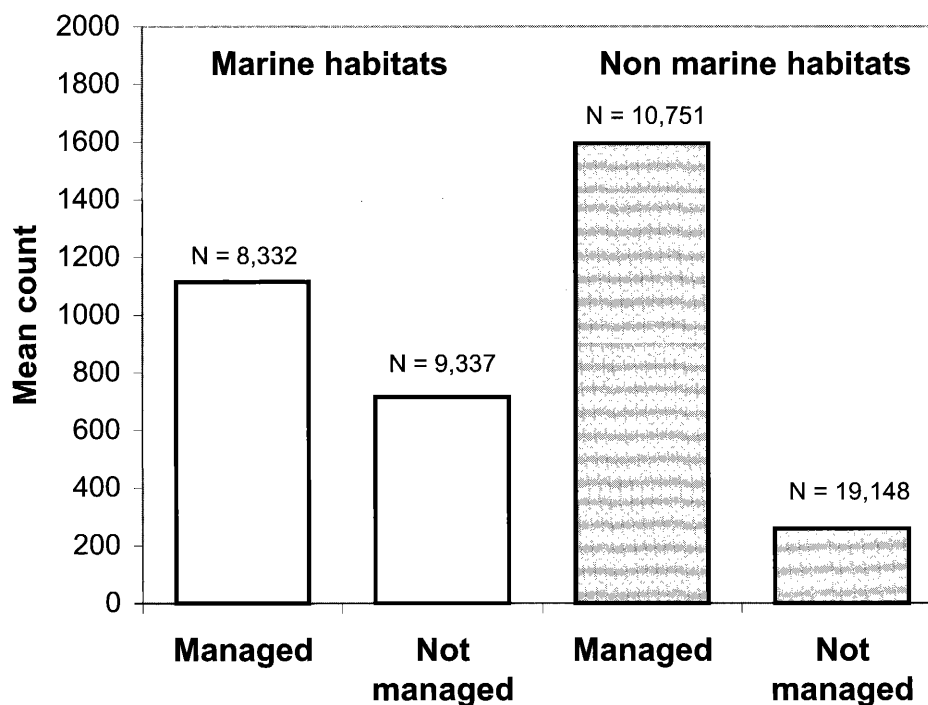 Marine habitats
Non marine habitats
Mean count
2000
1800
1600
1400
1200
1000
800
600
400
200
0
N = 8,332
N = 9,337
N = 10,751
N = 19,148
Managed
Not
managed
Managed
Not
managed